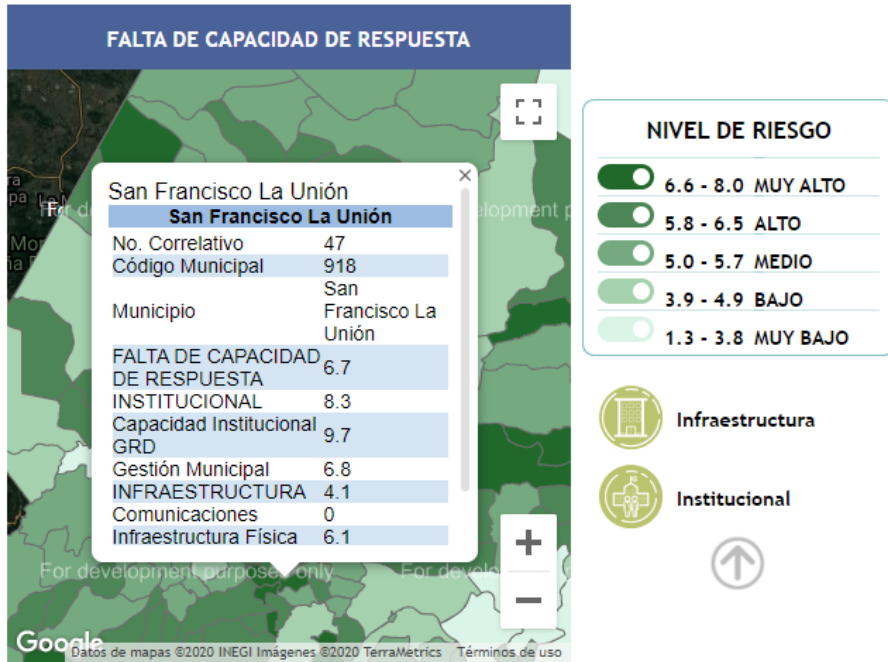 FALTA DE CAPACIDAD DE RESPUESTA
San Francisco La Unión
San Francisco La Unión
No. Correlativo 47
Código Municipal 918
Municipio San Francisco La Unión
FALTA DE CAPACIDAD DE RESPUESTA 6.7
INSTITUCIONAL 8.3
Capacidad Institucional GRD 9.7
Gestión Municipal 6.8
INFRAESTRUCTURA 4.1
Comunicaciones 0
Infraestructura Física 6.1
For development purposes only
Google
Datos de mapas ©2020 INEGI Imágenes ©2020 TerraMetrics Términos de uso
NIVEL DE RIESGO
6.6 - 8.0 MUY ALTO
5.8 - 6.5 ALTO
5.0 - 5.7 MEDIO
3.9 - 4.9 BAJO
1.3 - 3.8 MUY BAJO
Infraestructura
Institucional